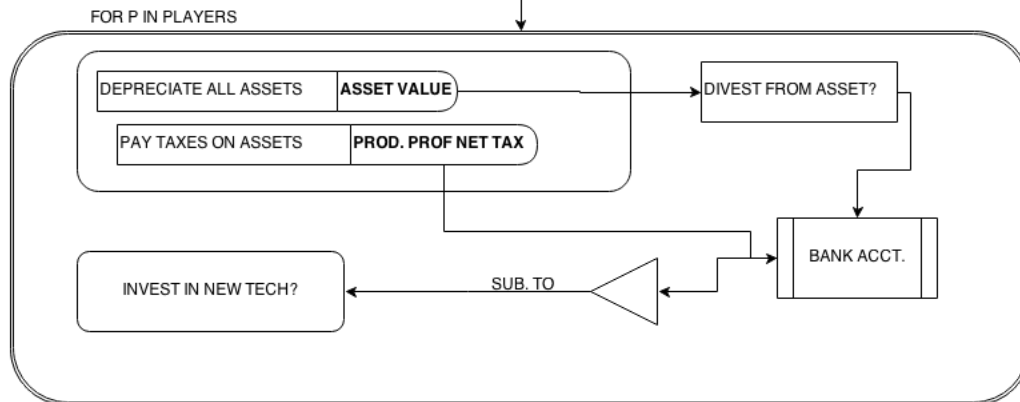 FOR P IN PLAYERS
DEPRECIATE ALL ASSETS ASSET VALUE
DIVEST FROM ASSET?
PAY TAXES ON ASSETS PROD. PROF NET TAX
BANK ACCT.
INVEST IN NEW TECH?
SUB. TO